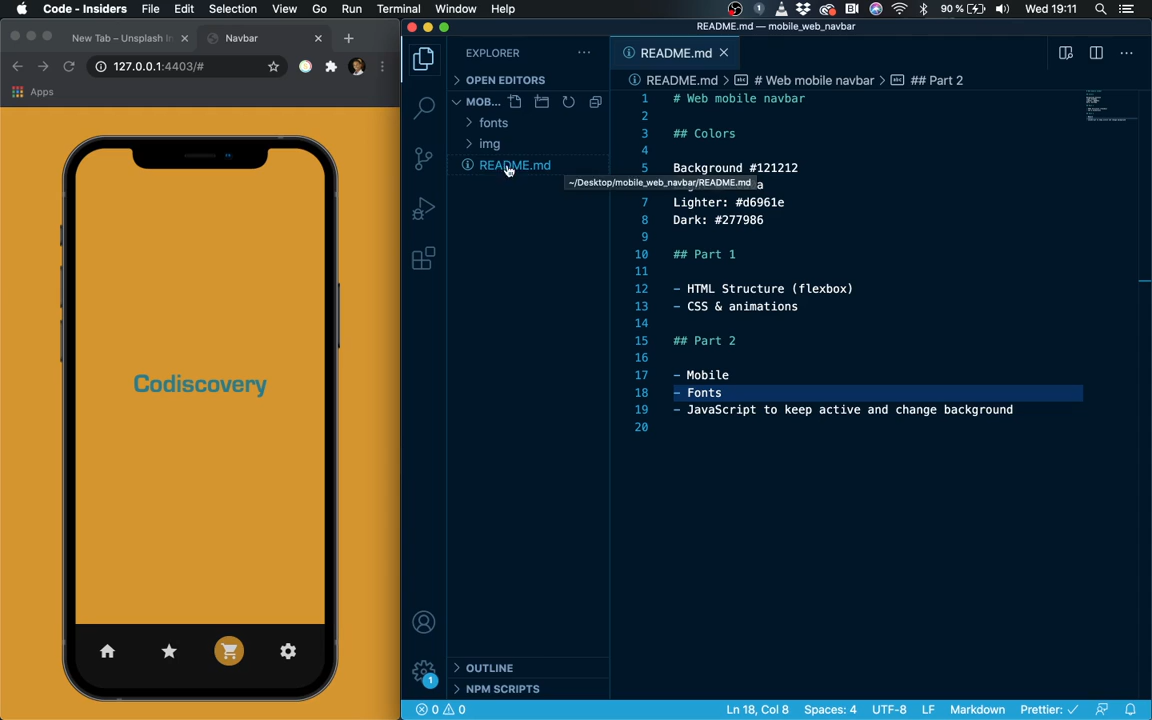 Code - Insiders File Edit Selection View Go Run Terminal Window Help 1 90 % Wed 19:11
New Tab – Unsplash In
Navbar
README.md — mobile_web_navbar
127.0.0.1:4403/#
Apps
Codiscovery
EXPLORER
OPEN EDITORS
MOB...
fonts
img
README.md
~/Desktop/mobile_web_navbar/README.md
OUTLINE
NPM SCRIPTS
1
README.md
README.md > # Web mobile navbar > ## Part 2
1 # Web mobile navbar
2
3 ## Colors
4
5 Background #121212
a
7 Lighter: #d6961e
8 Dark: #277986
9
10 ## Part 1
11
12 - HTML Structure (flexbox)
13 - CSS & animations
14
15 ## Part 2
16
17 - Mobile
18 - Fonts
19 - JavaScript to keep active and change background
20
0 0 Ln 18, Col 8 Spaces: 4 UTF-8 LF Markdown Prettier: ✓